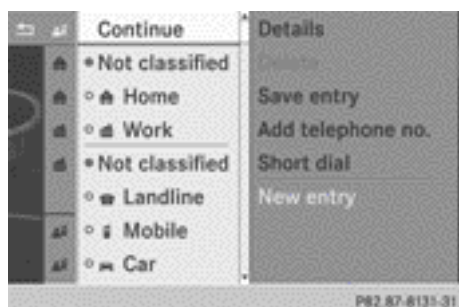 Continue
Not classified
Home
Work
Not classified
Landline
Mobile
Car
Details
Delete
Save entry
Add telephone no.
Short dial
New entry
P82.87-8131-31